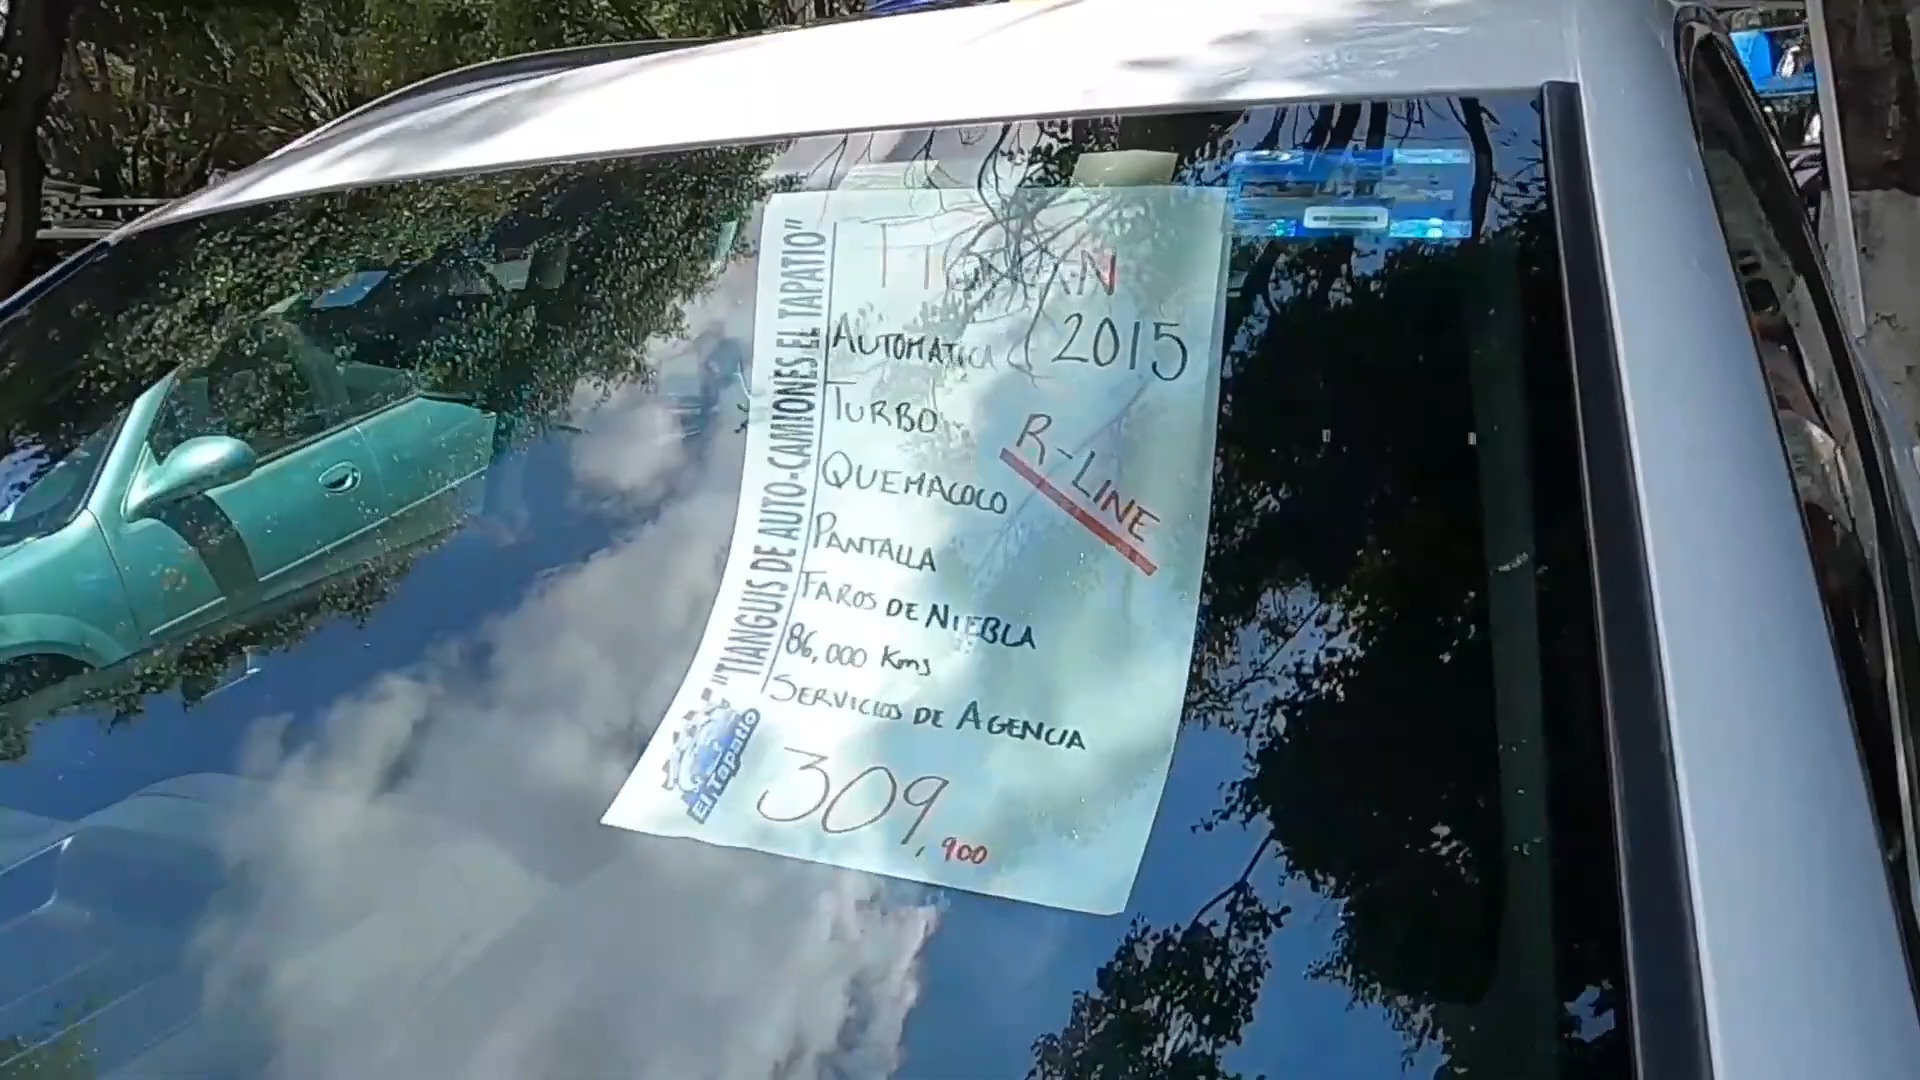 "TIANGUIS DE AUTO-CAMIONES EL TAPATIO"
TIGUAN
AUTOMATICA 2015
TURBO
R-LINE
QUEMACOCO
PANTALLA
FAROS DE NIEBLA
86,000 Kms
SERVICIOS DE AGENCIA
El Tapatio
309,900